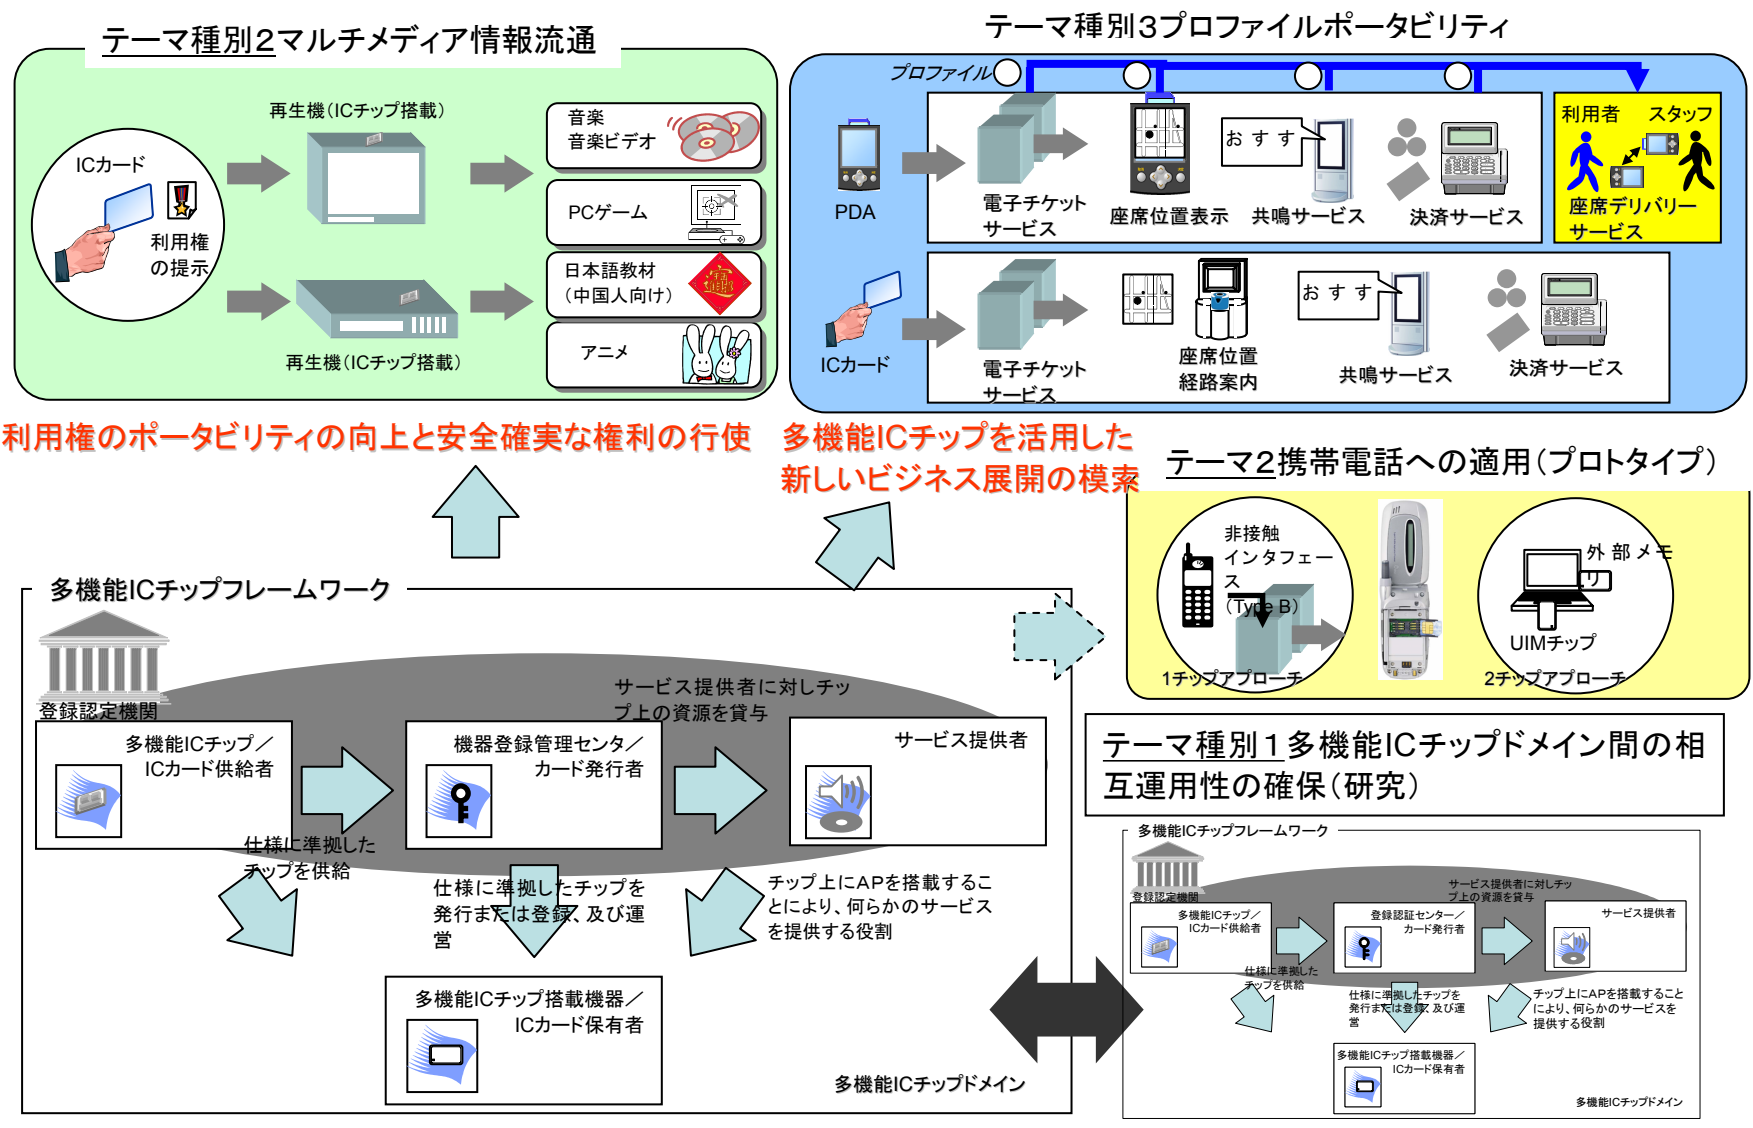 テーマ種別2マルチメディア情報流通
再生機(ICチップ搭載)
ICカード
利用権
の提示
再生機(ICチップ搭載)
音楽
音楽ビデオ
PCゲーム
日本語教材
(中国人向け)
アニメ
テーマ種別3プロファイルポータビリティ
プロファイル
PDA
電子チケット
サービス
座席位置表示
おすす
共鳴サービス
決済サービス
利用者 スタッフ
座席デリバリー
サービス
ICカード
電子チケット
サービス
座席位置
経路案内
おすす
共鳴サービス
決済サービス
利用権のポータビリティの向上と安全確実な権利の行使
多機能ICチップを活用した
新しいビジネス展開の模索
テーマ2携帯電話への適用(プロトタイプ)
非接触
インタフェー
ス
(Type B)
1チップアプローチ
外部メモ
リ
UIMチップ
2チップアプローチ
多機能ICチップフレームワーク
登録認定機関
サービス提供者に対しチッ
プ上の資源を貸与
多機能ICチップ/
ICカード供給者
機器登録管理センタ/
カード発行者
サービス提供者
仕様に準拠した
チップを供給
仕様に準拠したチップを
発行または登録、及び運
営
チップ上にAPを搭載するこ
とにより、何らかのサービス
を提供する役割
多機能ICチップ搭載機器/
ICカード保有者
多機能ICチップドメイン
テーマ種別1多機能ICチップドメイン間の相
互運用性の確保(研究)
多機能ICチップフレームワーク
登録認定機関
サービス提供者に対しチッ
プ上の資源を貸与
多機能ICチップ/
ICカード供給者
登録認証センター/
カード発行者
サービス提供者
仕様に準拠した
チップを供給
仕様に準拠したチップを
発行または登録、及び運
営
チップ上にAPを搭載すること
により、何らかのサービスを
提供する役割
多機能ICチップ搭載機器/
ICカード保有者
多機能ICチップドメイン